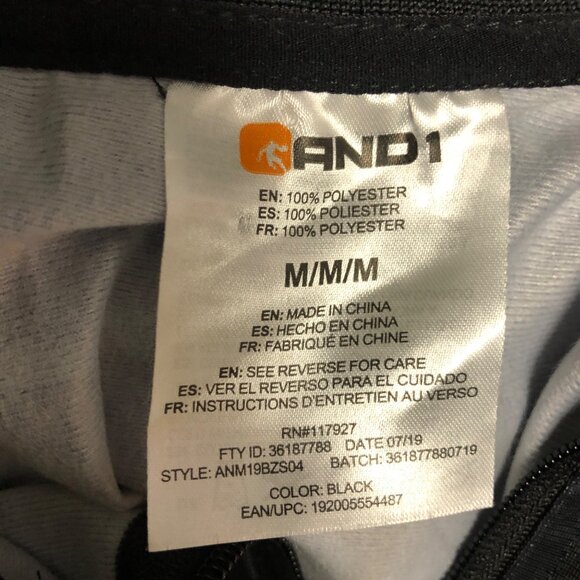 AND1
EN: 100% POLYESTER
ES: 100% POLIESTER
FR: 100% POLYESTER
M/M/M
EN: MADE IN CHINA
ES: HECHO EN CHINA
FR: FABRIQUÉ EN CHINE
EN: SEE REVERSE FOR CARE
ES: VER EL REVERSO PARA EL CUIDADO
FR: INSTRUCTIONS D'ENTRETIEN AU VERSO
RN#117927
FTY ID: 36187788 DATE 07/19
STYLE: ANM19BZS04 BATCH: 361877880719
COLOR: BLACK
EAN/UPC: 192005554487